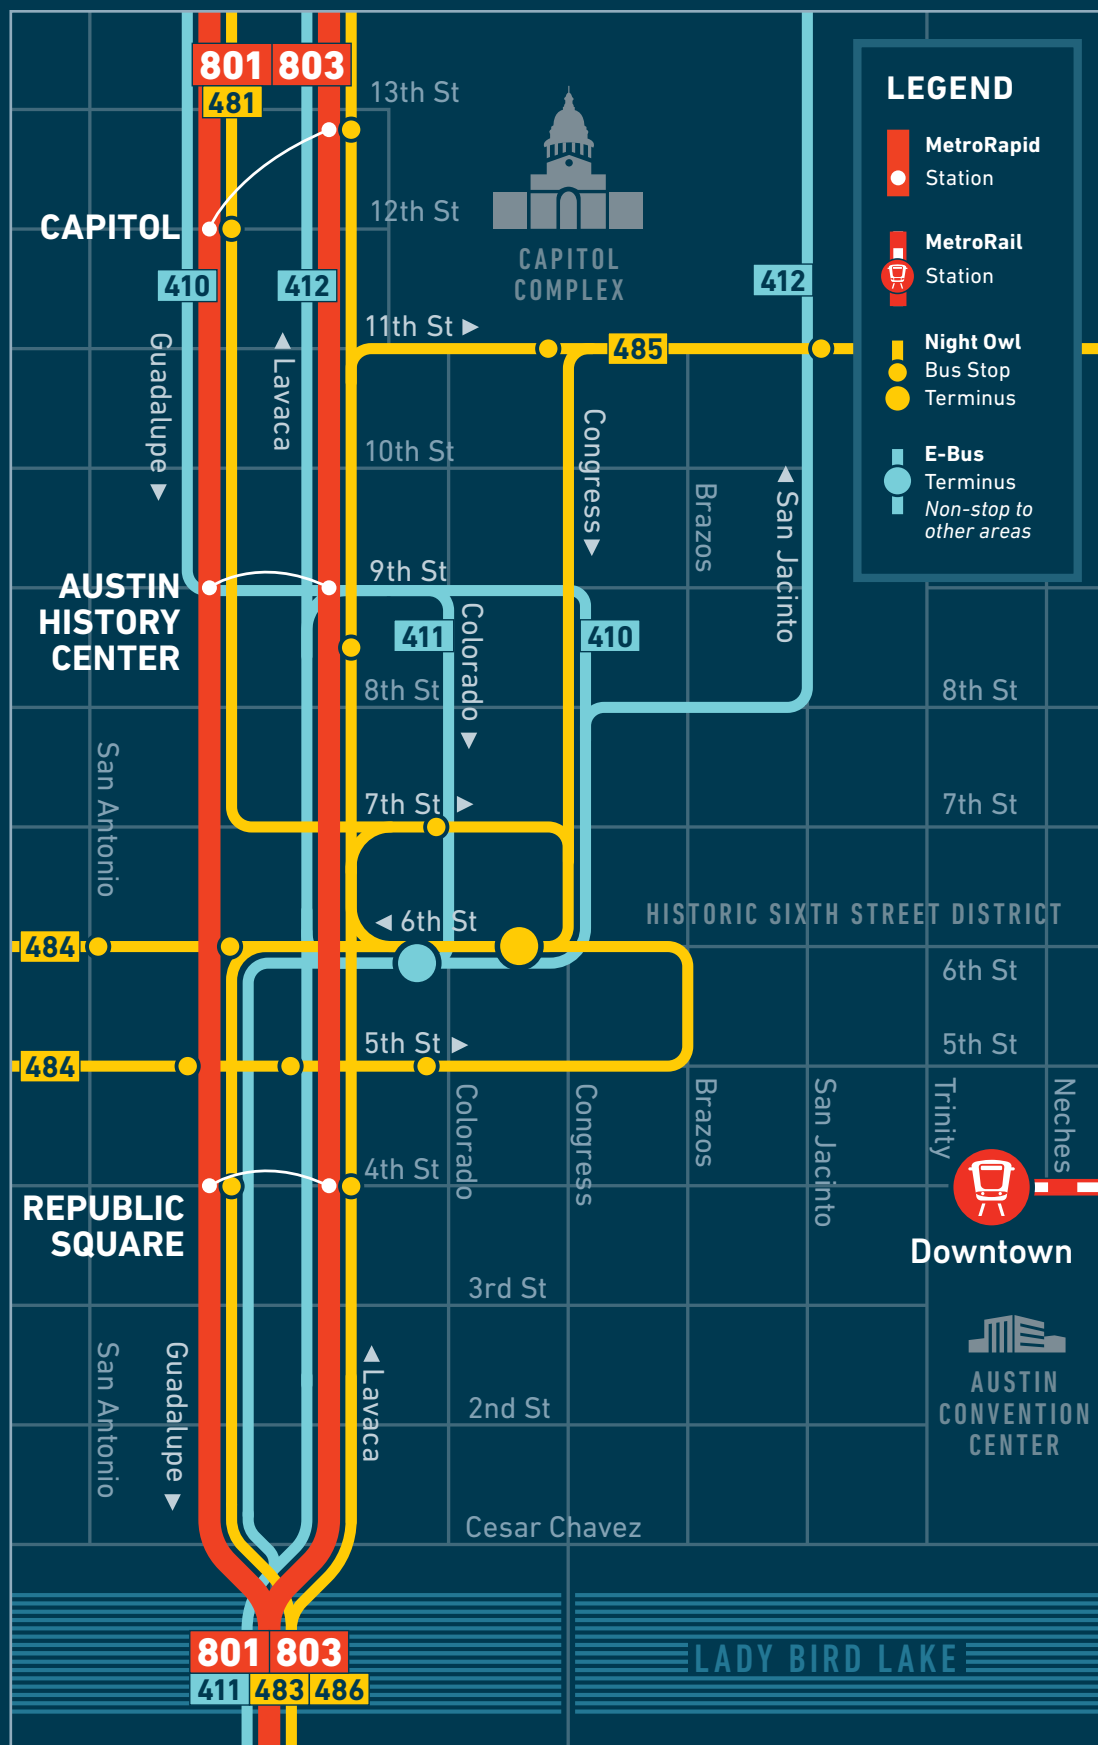 801 803
481
13th St
CAPITOL
12th St
410
412
CAPITOL
COMPLEX
412
LEGEND
MetroRapid
Station
MetroRail
Station
Night Owl
Bus Stop
Terminus
E-Bus
Terminus
Non-stop to
other areas
Guadalupe ▼
▲ Lavaca
11th St ▶
485
10th St
Congress ▼
Brazos
▲ San Jacinto
AUSTIN
HISTORY
CENTER
9th St
411
Colorado ▼
410
8th St
8th St
San Antonio
7th St ▶
7th St
◀ 6th St
HISTORIC SIXTH STREET DISTRICT
484
6th St
5th St ▶
5th St
484
Colorado
Congress
Brazos
San Jacinto
Trinity
Neches
4th St
REPUBLIC
SQUARE
Downtown
3rd St
San Antonio
Guadalupe ▼
▲ Lavaca
AUSTIN
CONVENTION
CENTER
2nd St
Cesar Chavez
801 803
411 483 486
LADY BIRD LAKE